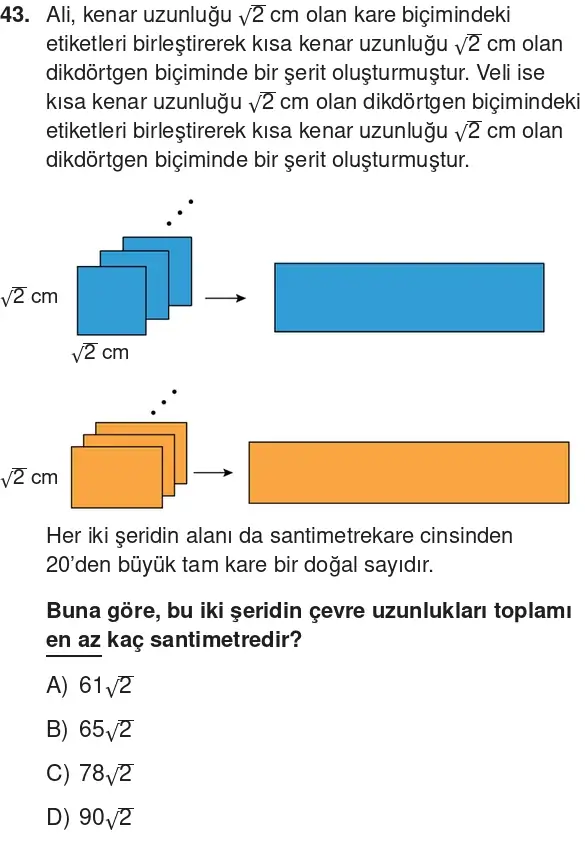 43. Ali, kenar uzunluğu √2 cm olan kare biçimindeki
etiketleri birleştirerek kısa kenar uzunluğu √2 cm olan
dikdörtgen biçiminde bir şerit oluşturmuştur. Veli ise
kısa kenar uzunluğu √2 cm olan dikdörtgen biçimindeki
etiketleri birleştirerek kısa kenar uzunluğu √2 cm olan
dikdörtgen biçiminde bir şerit oluşturmuştur.
√2 cm
√2 cm
√2 cm
Her iki şeridin alanı da santimetrekare cinsinden
20'den büyük tam kare bir doğal sayıdır.
Buna göre, bu iki şeridin çevre uzunlukları toplamı
en az kaç santimetredir?
A) 61√2
B) 65√2
C) 78√2
D) 90√2